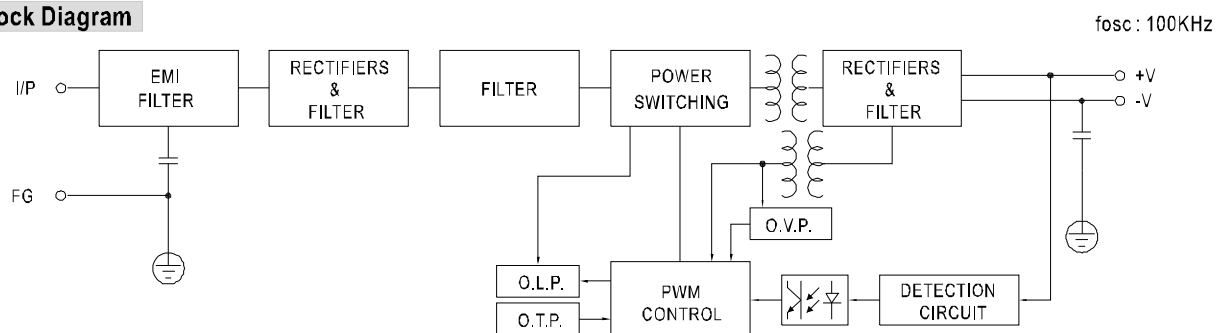 ock Diagram
fosc : 100KHz
I/P
EMI
FILTER
RECTIFIERS
&
FILTER
FILTER
POWER
SWITCHING
RECTIFIERS
&
FILTER
+V
-V
FG
O.V.P.
O.L.P.
O.T.P.
PWM
CONTROL
DETECTION
CIRCUIT